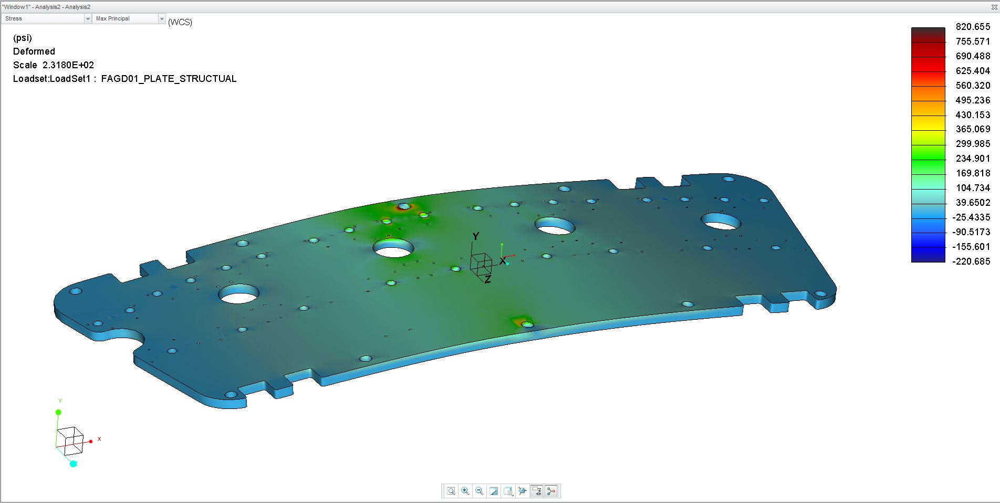 "Window1" - Analysis2 - Analysis2
Stress
Max Principal
(WCS)
(psi)
Deformed
Scale 2.3180E+02
Loadset:LoadSet1 : FAGD01_PLATE_STRUCTUAL
820.655
755.571
690.488
625.404
560.320
495.236
430.153
365.069
299.985
234.901
169.818
104.734
39.6502
-25.4335
-90.5173
-155.601
-220.685
Y
X
Z
Y
X
Z